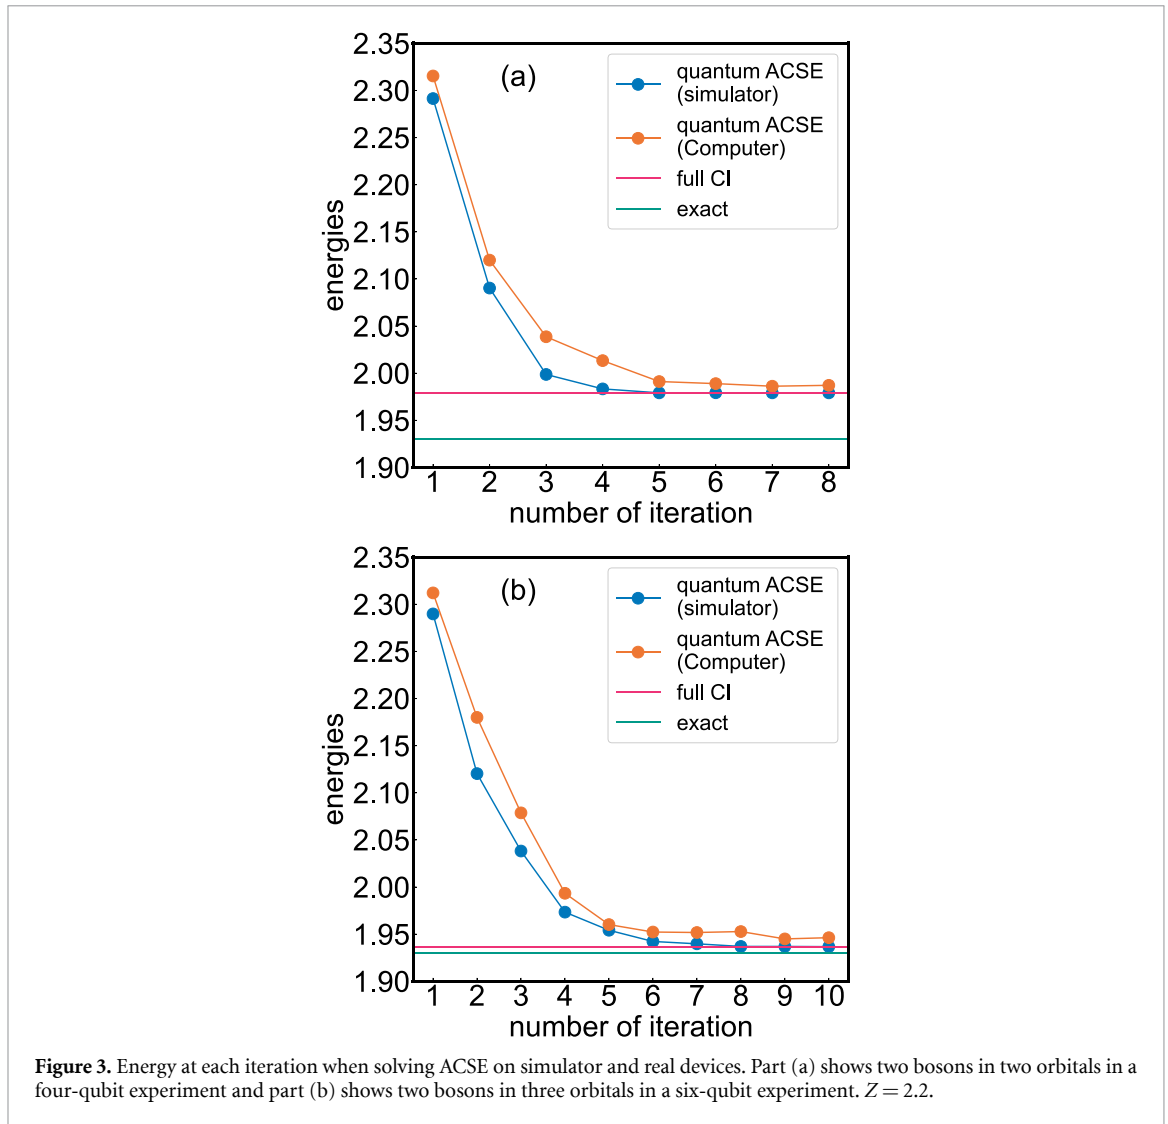 2.35
2.30
2.25
2.20
2.15
2.10
2.05
2.00
1.95
1.90
energies
(a)
quantum ACSE
(simulator)
quantum ACSE
(Computer)
full CI
exact
1 2 3 4 5 6 7 8
number of iteration
2.35
2.30
2.25
2.20
2.15
2.10
2.05
2.00
1.95
1.90
energies
(b)
quantum ACSE
(simulator)
quantum ACSE
(Computer)
full CI
exact
1 2 3 4 5 6 7 8 9 10
number of iteration
Figure 3. Energy at each iteration when solving ACSE on simulator and real devices. Part (a) shows two bosons in two orbitals in a
four-qubit experiment and part (b) shows two bosons in three orbitals in a six-qubit experiment. Z = 2.2.